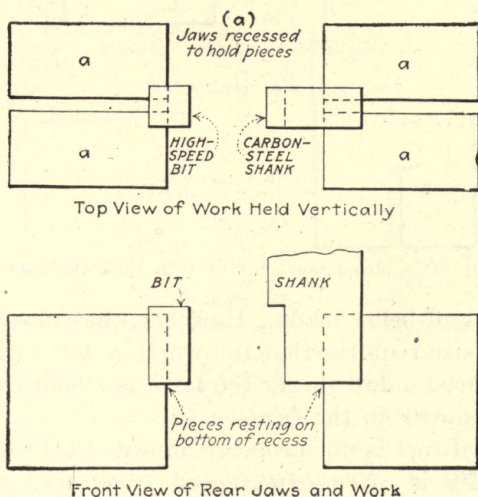 (a)
Jaws recessed
to hold pieces
a
a
a
a
HIGH-
SPEED
BIT
CARBON-
STEEL
SHANK
Top View of Work Held Vertically
BIT
SHANK
Pieces resting on
bottom of recess
Front View of Rear Jaws and Work